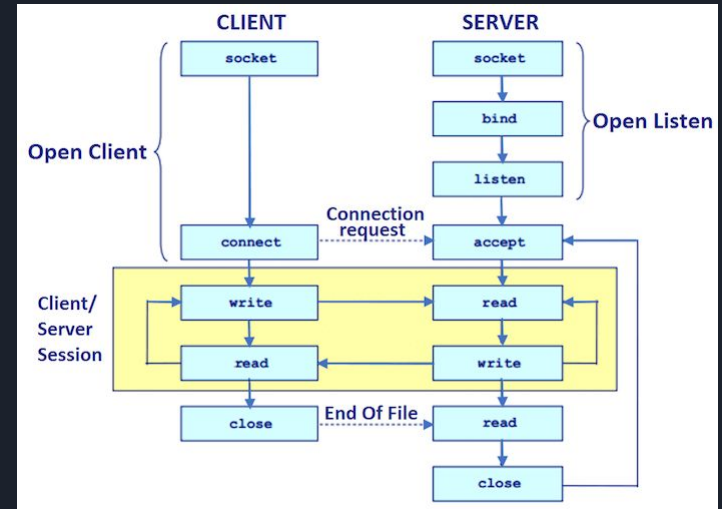 CLIENT
SERVER
socket
socket
bind
Open Client
Open Listen
listen
Connection
request
connect
accept
Client/
Server
Session
write
read
read
write
close
End Of File
read
close